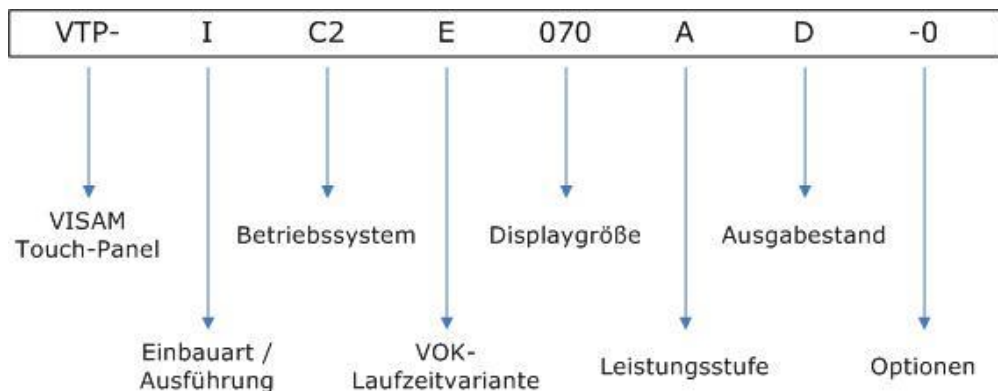 VTP- I C2 E 070 A D -0
VISAM
Touch-Panel
Betriebssystem
Displaygröße
Ausgabestand
Einbauart /
Ausführung
VOK-
Laufzeitvariante
Leistungsstufe
Optionen